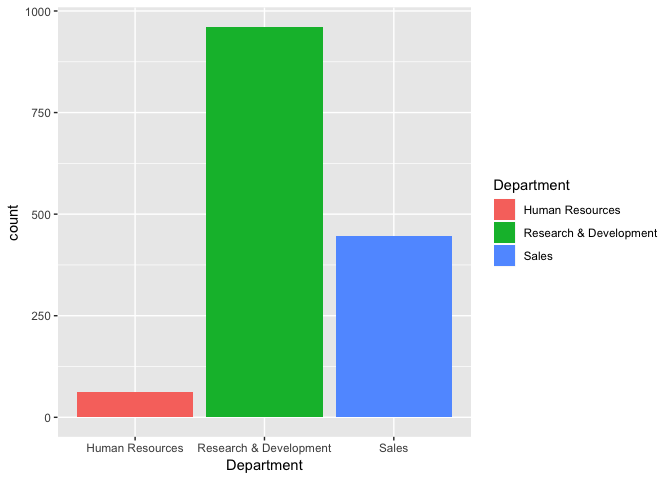 1000
750
500
250
0
count
Human Resources
Research & Development
Sales
Department
Department
Human Resources
Research & Development
Sales